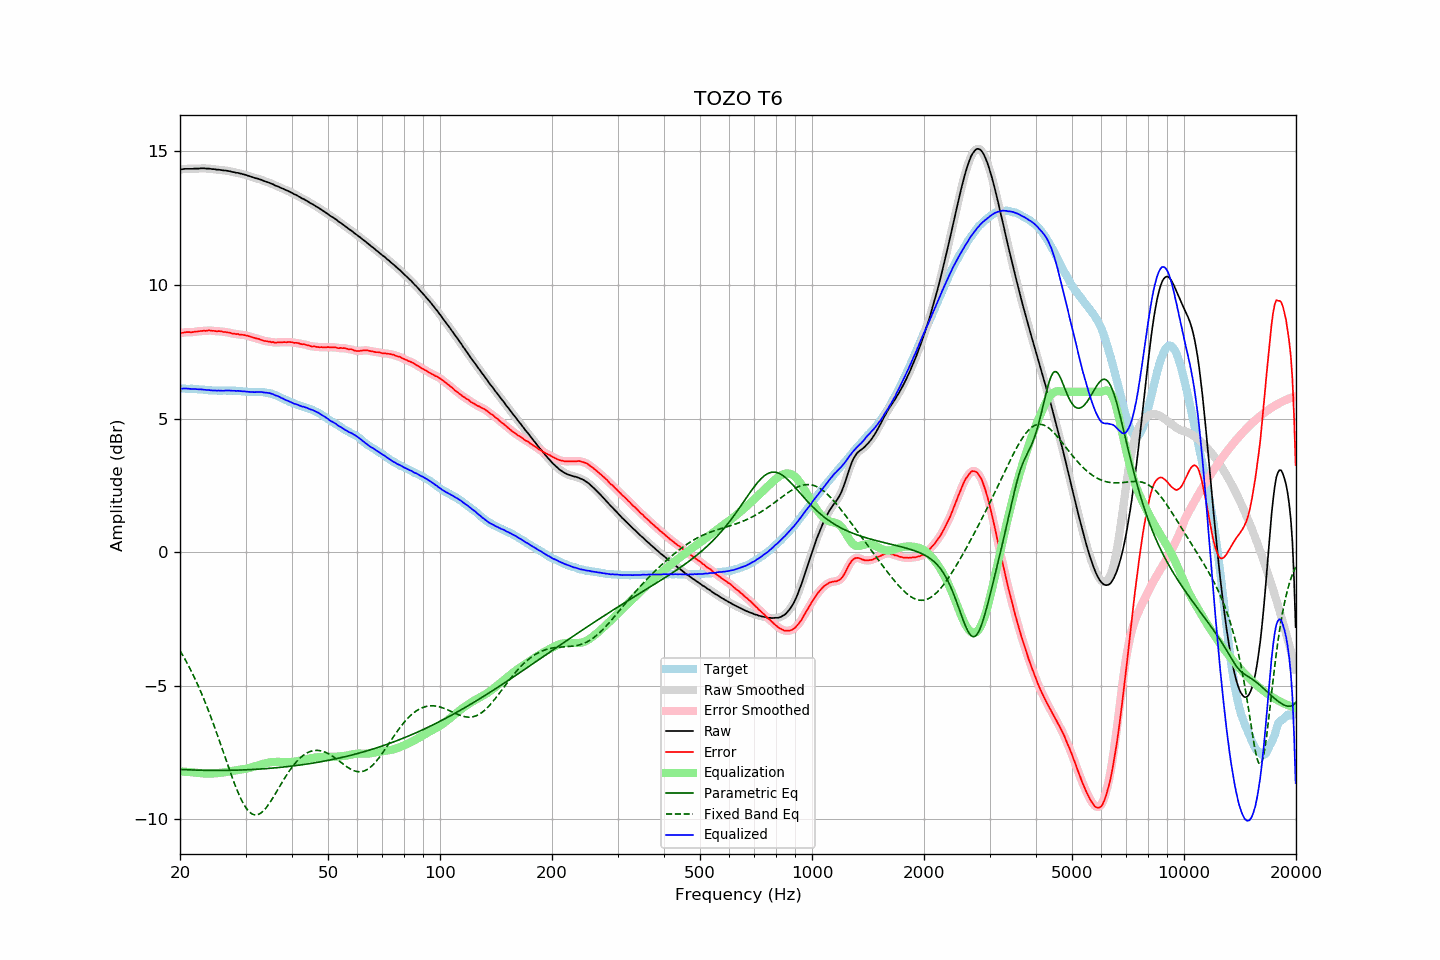 TOZO T6
Amplitude (dBr)
15
10
5
0
−5
−10
Target
Raw Smoothed
Error Smoothed
Raw
Error
Equalization
Parametric Eq
Fixed Band Eq
Equalized
20 50 100 200 500 1000 2000 5000 10000 20000
Frequency (Hz)